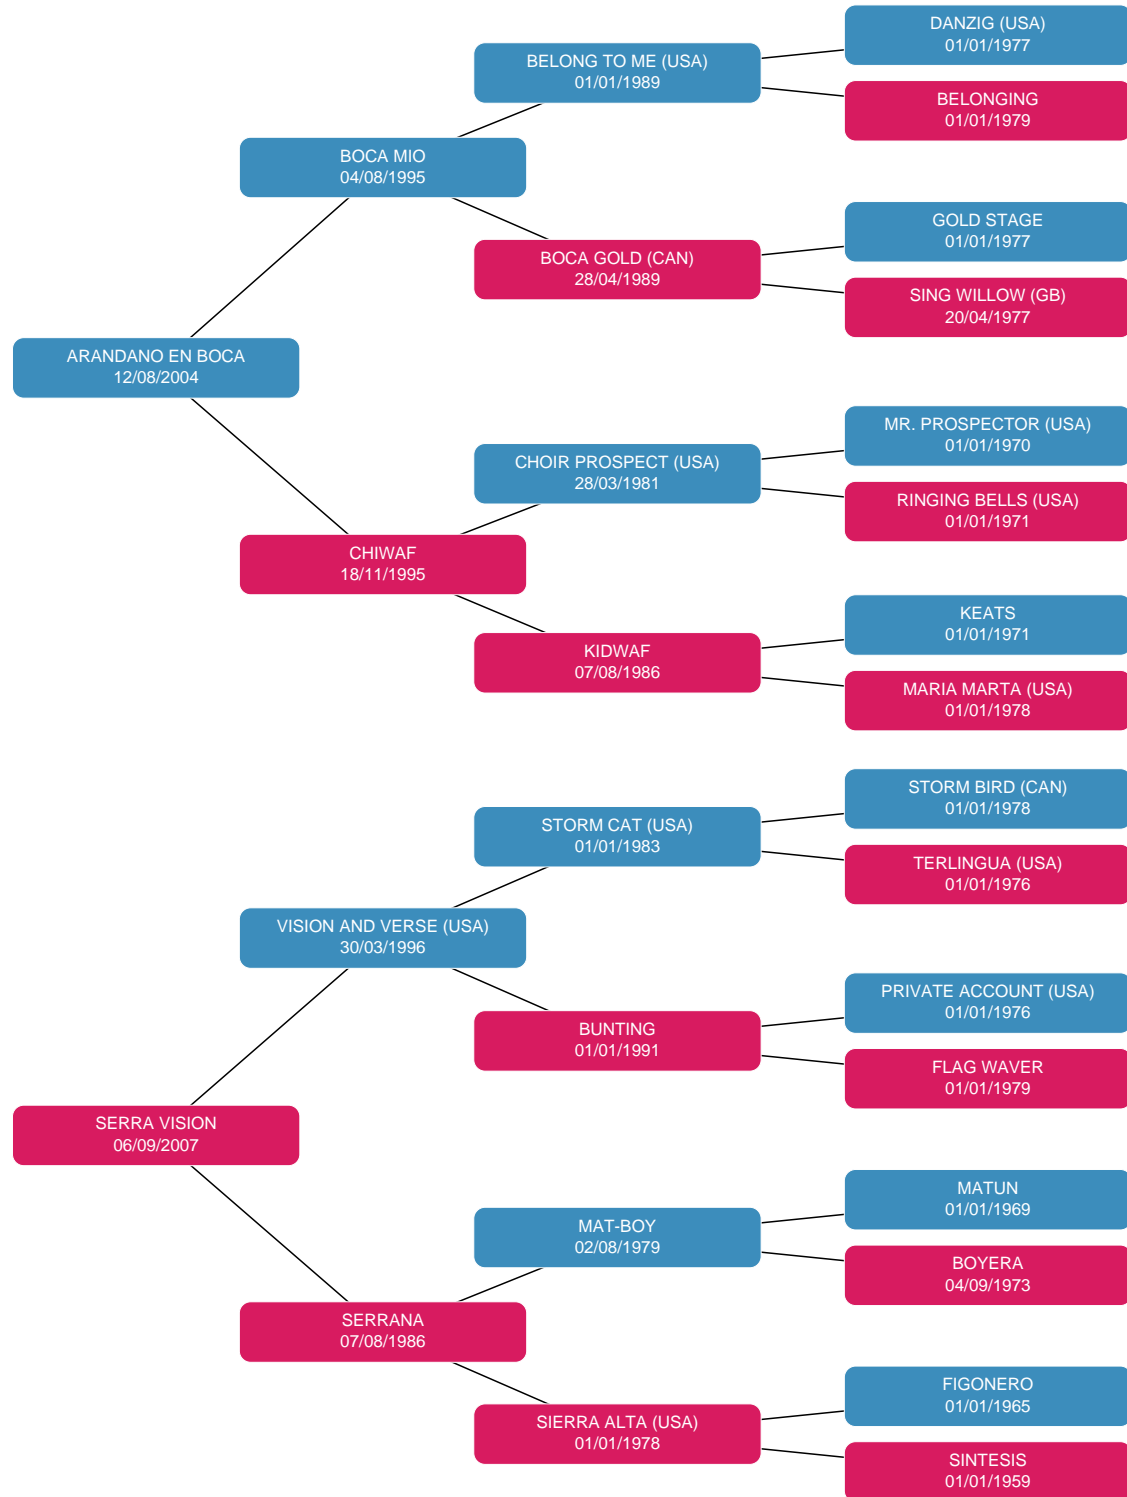 DANZIG (USA)
01/01/1977
BELONG TO ME (USA)
01/01/1989
BELONGING
01/01/1979
BOCA MIO
04/08/1995
GOLD STAGE
01/01/1977
BOCA GOLD (CAN)
28/04/1989
SING WILLOW (GB)
20/04/1977
ARANDANO EN BOCA
12/08/2004
MR. PROSPECTOR (USA)
01/01/1970
CHOIR PROSPECT (USA)
28/03/1981
RINGING BELLS (USA)
01/01/1971
CHIWAF
18/11/1995
KEATS
01/01/1971
KIDWAF
07/08/1986
MARIA MARTA (USA)
01/01/1978
STORM BIRD (CAN)
01/01/1978
STORM CAT (USA)
01/01/1983
TERLINGUA (USA)
01/01/1976
VISION AND VERSE (USA)
30/03/1996
PRIVATE ACCOUNT (USA)
01/01/1976
BUNTING
01/01/1991
FLAG WAVER
01/01/1979
SERRA VISION
06/09/2007
MATUN
01/01/1969
MAT-BOY
02/08/1979
BOYERA
04/09/1973
SERRANA
07/08/1986
FIGONERO
01/01/1965
SIERRA ALTA (USA)
01/01/1978
SINTESIS
01/01/1959